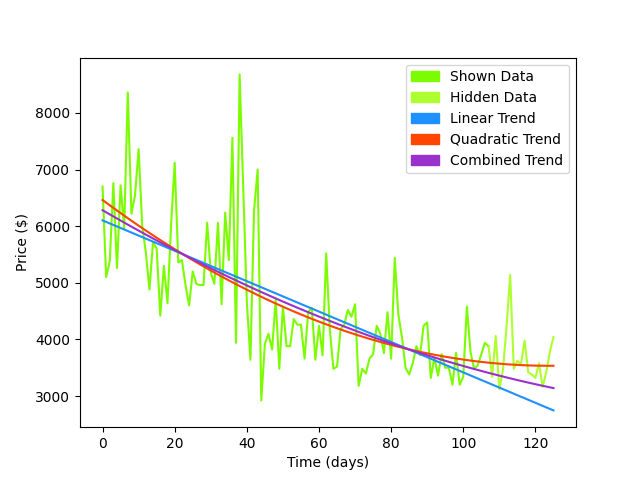 Shown Data
Hidden Data
Linear Trend
Quadratic Trend
Combined Trend
8000
7000
6000
5000
4000
3000
Price ($)
0 20 40 60 80 100 120
Time (days)